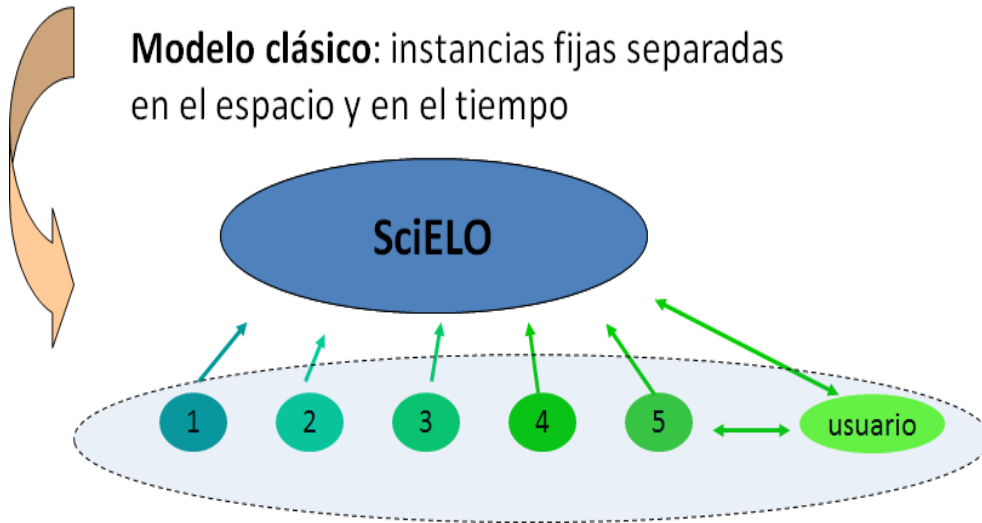 Modelo clásico: instancias fijas separadas
en el espacio y en el tiempo
SciELO
1 2 3 4 5 usuario